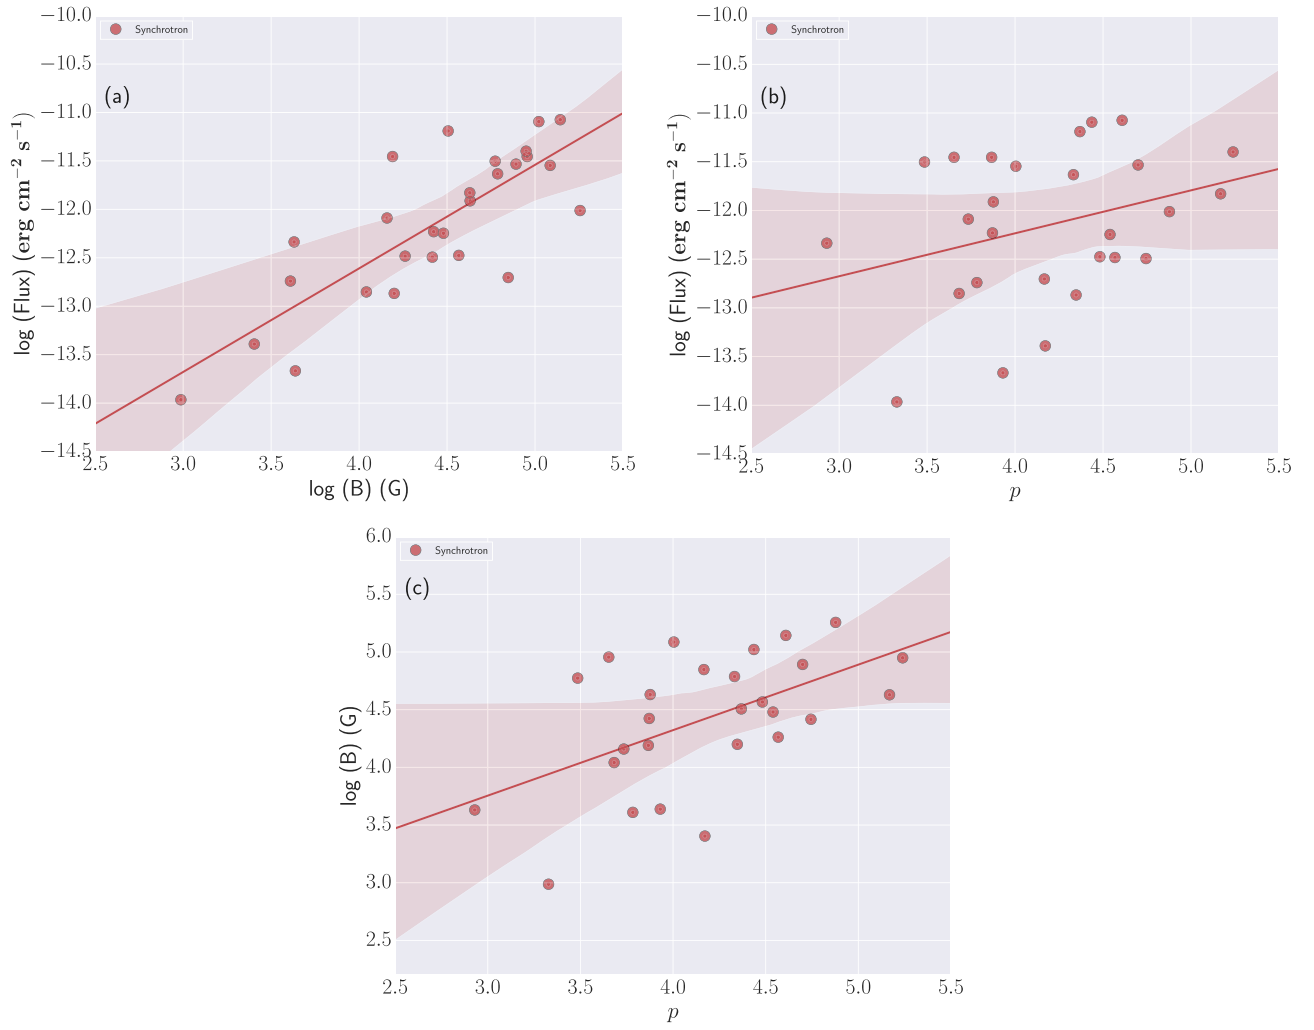 Synchrotron
(a)
−10.0
−10.5
−11.0
−11.5
−12.0
−12.5
−13.0
−13.5
−14.0
−14.5
log (Flux) (erg cm−2 s−1)
2.5 3.0 3.5 4.0 4.5 5.0 5.5
log (B) (G)
Synchrotron
(b)
−10.0
−10.5
−11.0
−11.5
−12.0
−12.5
−13.0
−13.5
−14.0
−14.5
log (Flux) (erg cm−2 s−1)
2.5 3.0 3.5 4.0 4.5 5.0 5.5
p
Synchrotron
(c)
6.0
5.5
5.0
4.5
4.0
3.5
3.0
2.5
log (B) (G)
2.5 3.0 3.5 4.0 4.5 5.0 5.5
p